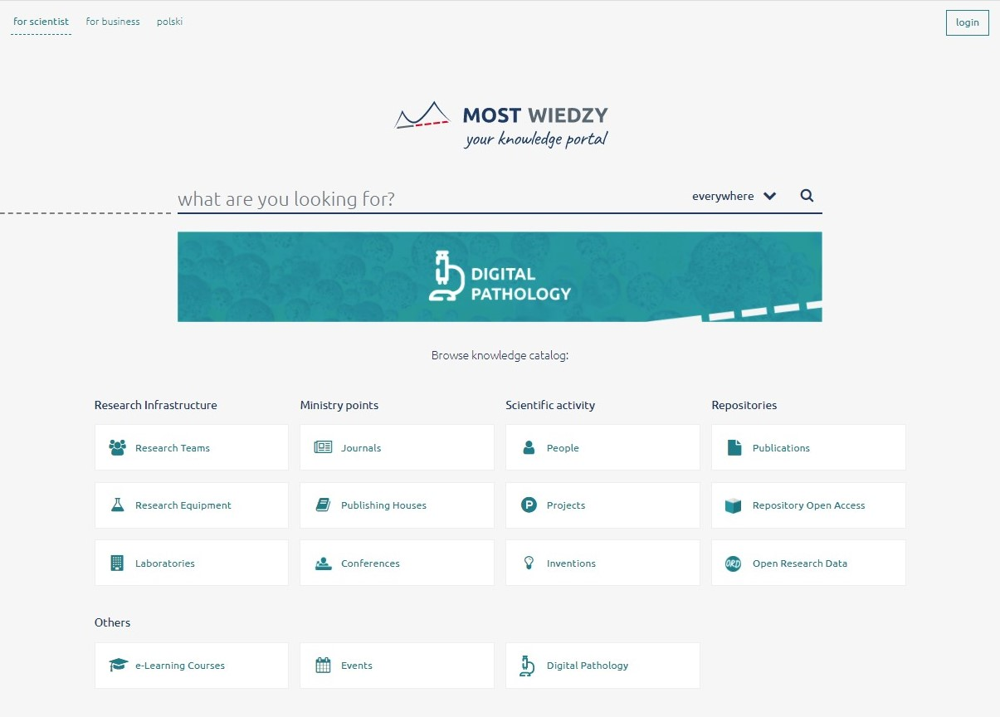 for scientist for business polski login
MOST WIEDZY
your knowledge portal
what are you looking for? everywhere
DIGITAL
PATHOLOGY
Browse knowledge catalog:
Research Infrastructure Ministry points Scientific activity Repositories
Research Teams Journals People Publications
Research Equipment Publishing Houses Projects Repository Open Access
Laboratories Conferences Inventions Open Research Data
Others
e-Learning Courses Events Digital Pathology